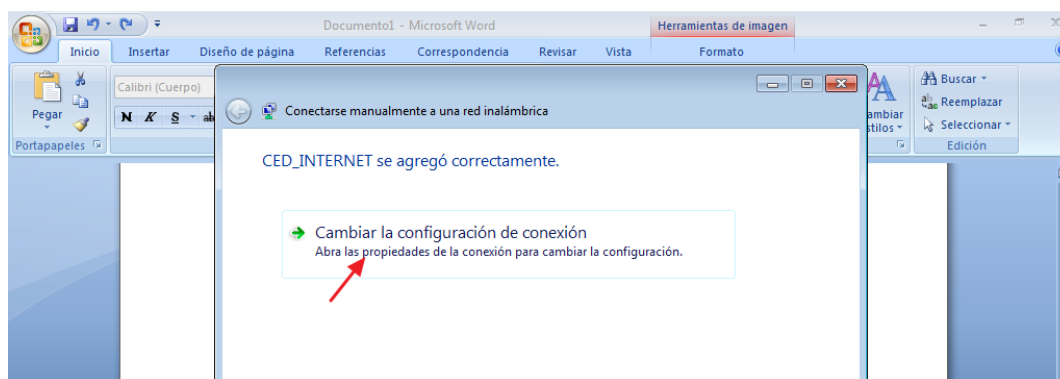 Documento1 - Microsoft Word
Herramientas de imagen
Inicio Insertar Diseño de página Referencias Correspondencia Revisar Vista Formato
Pegar
Portapapeles
Calibri (Cuerpo)
N K S ab
Conectarse manualmente a una red inalámbrica
CED_INTERNET se agregó correctamente.
Cambiar la configuración de conexión
Abra las propiedades de la conexión para cambiar la configuración.
Buscar
Reemplazar
Seleccionar
Edición